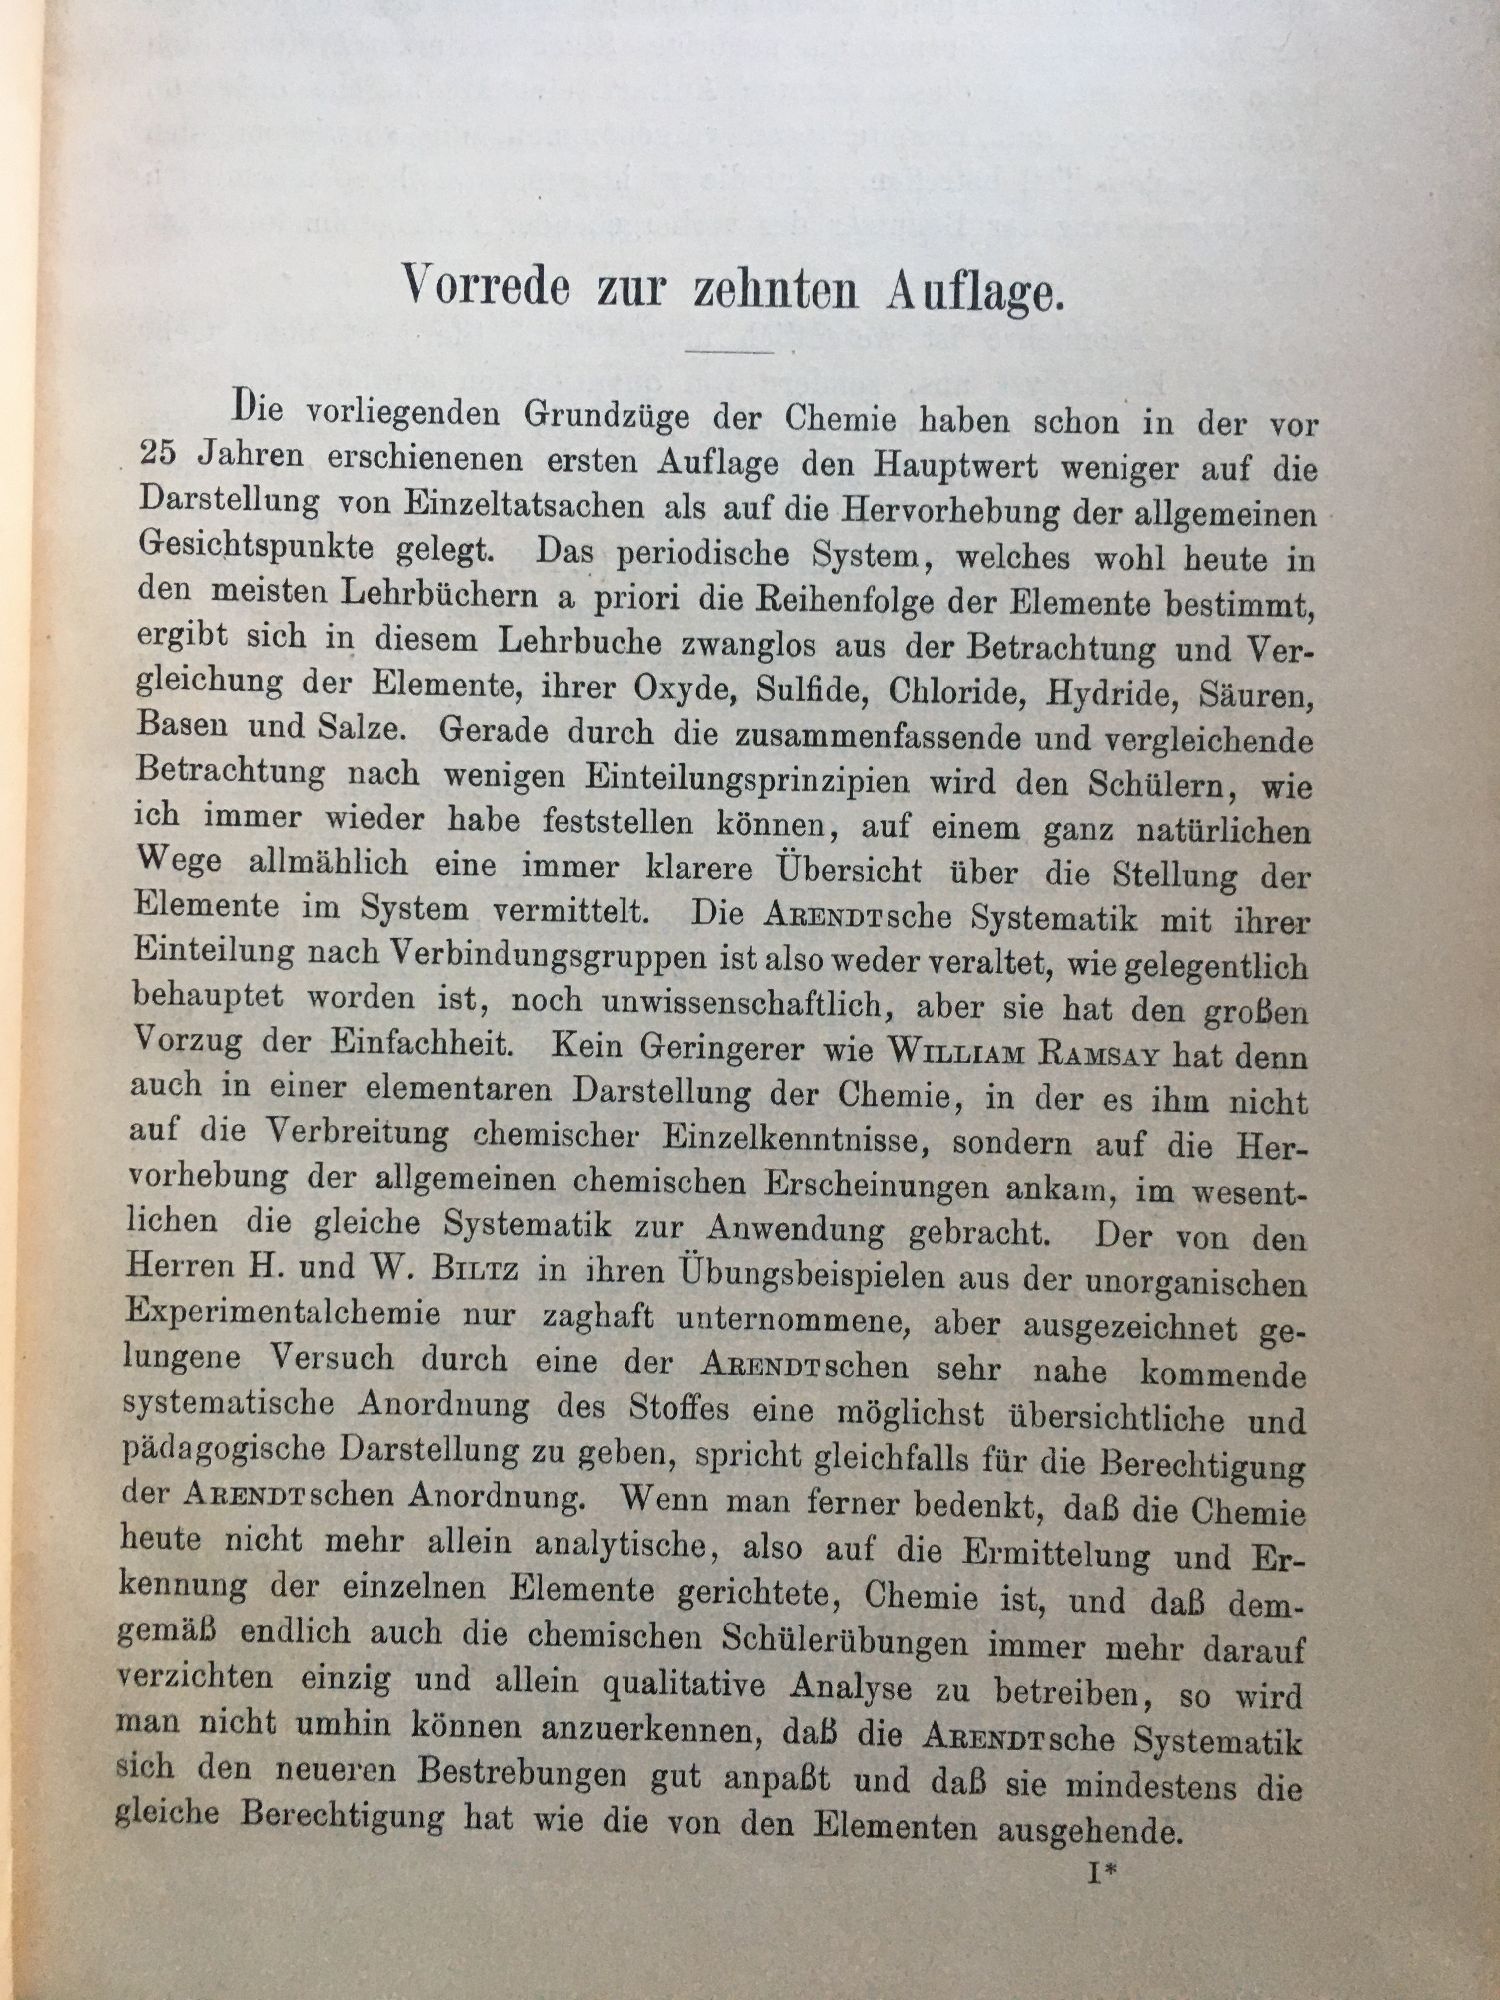 Vorrede zur zehnten Auflage.
Die vorliegenden Grundzüge der Chemie haben schon in der vor
25 Jahren erschienenen ersten Auflage den Hauptwert weniger auf die
Darstellung von Einzeltatsachen als auf die Hervorhebung der allgemeinen
Gesichtspunkte gelegt. Das periodische System, welches wohl heute in
den meisten Lehrbüchern a priori die Reihenfolge der Elemente bestimmt,
ergibt sich in diesem Lehrbuche zwanglos aus der Betrachtung und Ver-
gleichung der Elemente, ihrer Oxyde, Sulfide, Chloride, Hydride, Säuren,
Basen und Salze. Gerade durch die zusammenfassende und vergleichende
Betrachtung nach wenigen Einteilungsprinzipien wird den Schülern, wie
ich immer wieder habe feststellen können, auf einem ganz natürlichen
Wege allmählich eine immer klarere Übersicht über die Stellung der
Elemente im System vermittelt. Die ARENDTsche Systematik mit ihrer
Einteilung nach Verbindungsgruppen ist also weder veraltet, wie gelegentlich
behauptet worden ist, noch unwissenschaftlich, aber sie hat den großen
Vorzug der Einfachheit. Kein Geringerer wie WILLIAM RAMSAY hat denn
auch in einer elementaren Darstellung der Chemie, in der es ihm nicht
auf die Verbreitung chemischer Einzelkenntnisse, sondern auf die Her-
vorhebung der allgemeinen chemischen Erscheinungen ankam, im wesent-
lichen die gleiche Systematik zur Anwendung gebracht. Der von den
Herren H. und W. BILTZ in ihren Übungsbeispielen aus der unorganischen
Experimentalchemie nur zaghaft unternommene, aber ausgezeichnet ge-
lungene Versuch durch eine der ARENDTschen sehr nahe kommende
systematische Anordnung des Stoffes eine möglichst übersichtliche und
pädagogische Darstellung zu geben, spricht gleichfalls für die Berechtigung
der ARENDTschen Anordnung. Wenn man ferner bedenkt, daß die Chemie
heute nicht mehr allein analytische, also auf die Ermittelung und Er-
kennung der einzelnen Elemente gerichtete, Chemie ist, und daß dem-
gemäß endlich auch die chemischen Schülerübungen immer mehr darauf
verzichten einzig und allein qualitative Analyse zu betreiben, so wird
man nicht umhin können anzuerkennen, daß die ARENDTsche Systematik
sich den neueren Bestrebungen gut anpaßt und daß sie mindestens die
gleiche Berechtigung hat wie die von den Elementen ausgehende.
I*